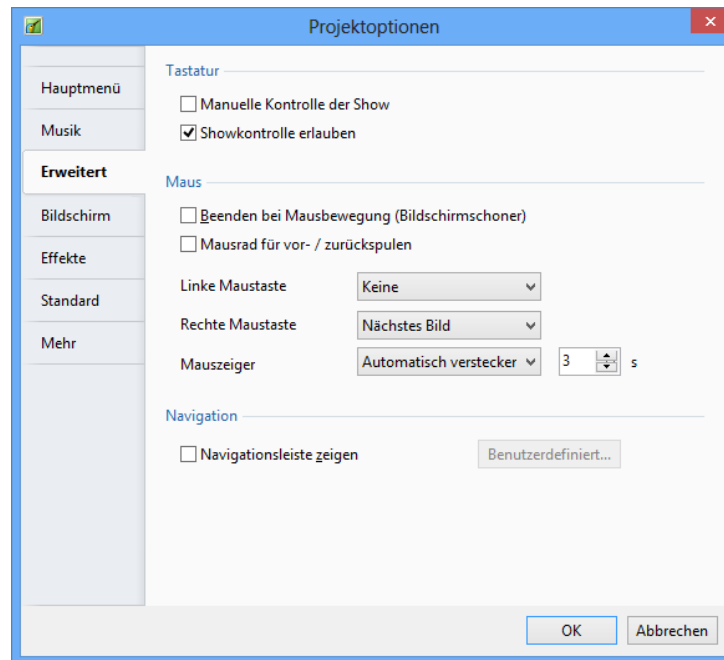 Projektoptionen
Hauptmenü
Musik
Erweitert
Bildschirm
Effekte
Standard
Mehr
Tastatur
Manuelle Kontrolle der Show
Showkontrolle erlauben
Maus
Beenden bei Mausbewegung (Bildschirmschoner)
Mausrad für vor- / zurückspulen
Linke Maustaste Keine
Rechte Maustaste Nächstes Bild
Mauszeiger Automatisch verstecker 3 s
Navigation
Navigationsleiste zeigen Benutzerdefiniert...
OK Abbrechen